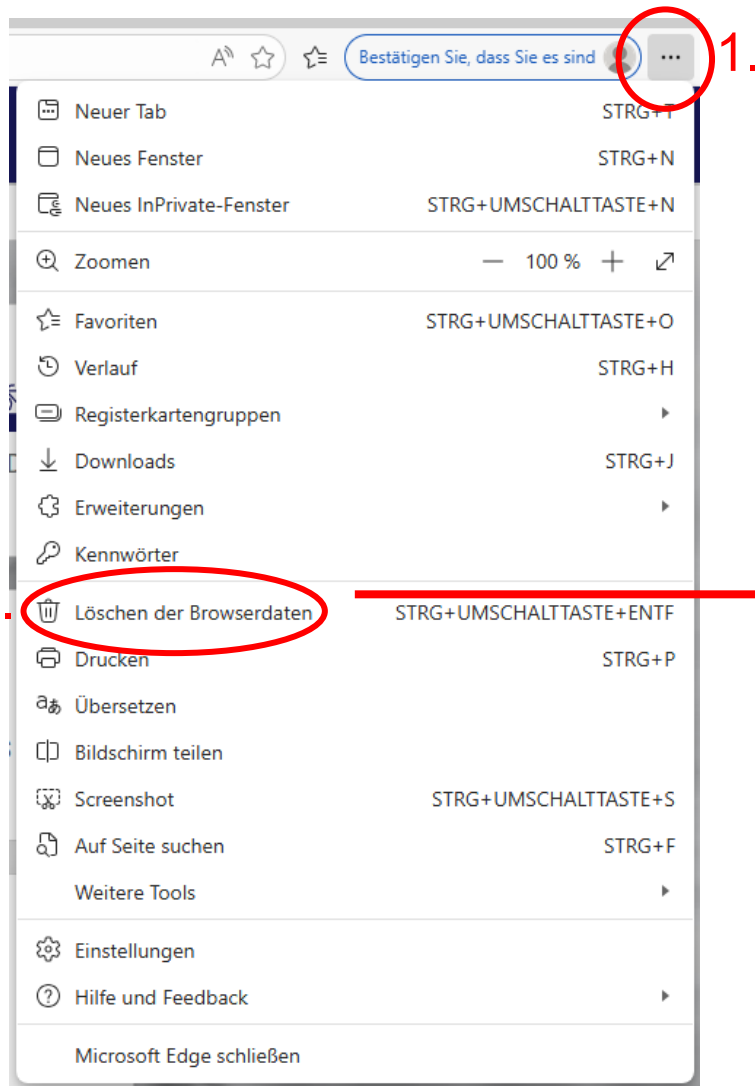 Bestätigen Sie, dass Sie es sind ... 1.
Neuer Tab STRG+T
Neues Fenster STRG+N
Neues InPrivate-Fenster STRG+UMSCHALTTASTE+N
Zoomen — 100 % +
Favoriten STRG+UMSCHALTTASTE+O
Verlauf STRG+H
Registerkartengruppen
Downloads STRG+J
Erweiterungen
Kennwörter
Löschen der Browserdaten STRG+UMSCHALTTASTE+ENTF
Drucken STRG+P
Übersetzen
Bildschirm teilen
Screenshot STRG+UMSCHALTTASTE+S
Auf Seite suchen STRG+F
Weitere Tools
Einstellungen
Hilfe und Feedback
Microsoft Edge schließen